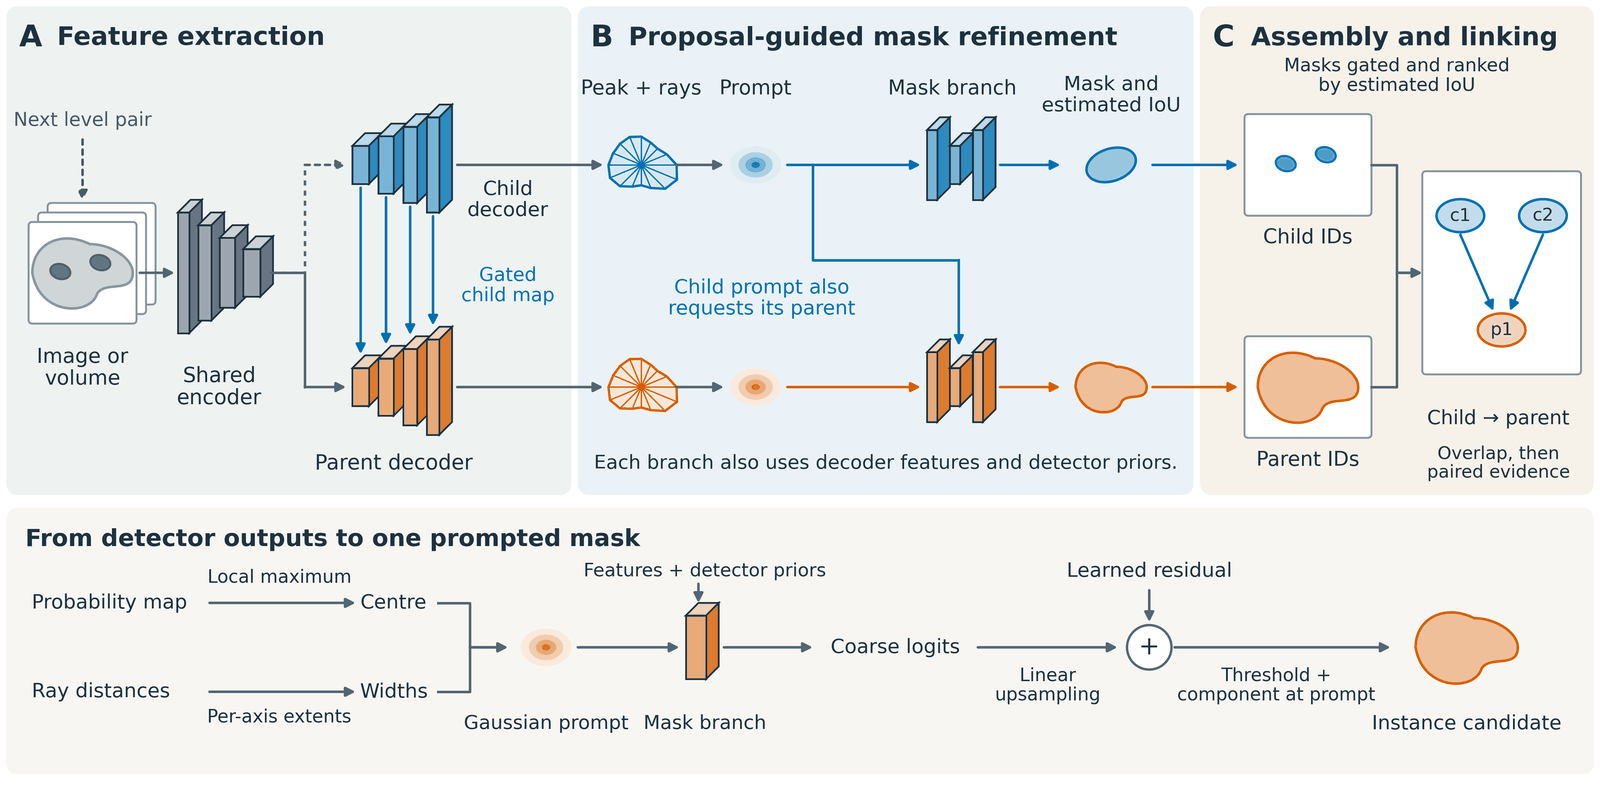 A Feature extraction
Next level pair
Image or
volume
Shared
encoder
Child
decoder
Gated
child map
Parent decoder
B Proposal-guided mask refinement
Peak + rays
Prompt
Mask branch
Mask and
estimated IoU
Child prompt also
requests its parent
Each branch also uses decoder features and detector priors.
C Assembly and linking
Masks gated and ranked
by estimated IoU
Child IDs
Parent IDs
c1
c2
p1
Child → parent
Overlap, then
paired evidence
From detector outputs to one prompted mask
Probability map
Local maximum
Centre
Ray distances
Per-axis extents
Widths
Gaussian prompt
Features + detector priors
Mask branch
Coarse logits
Linear
upsampling
Learned residual
+
Threshold +
component at prompt
Instance candidate